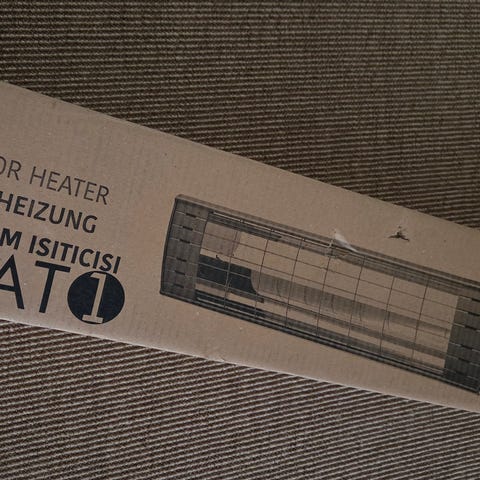 OR HEATER
HEIZUNG
M ISITICISI
AT1